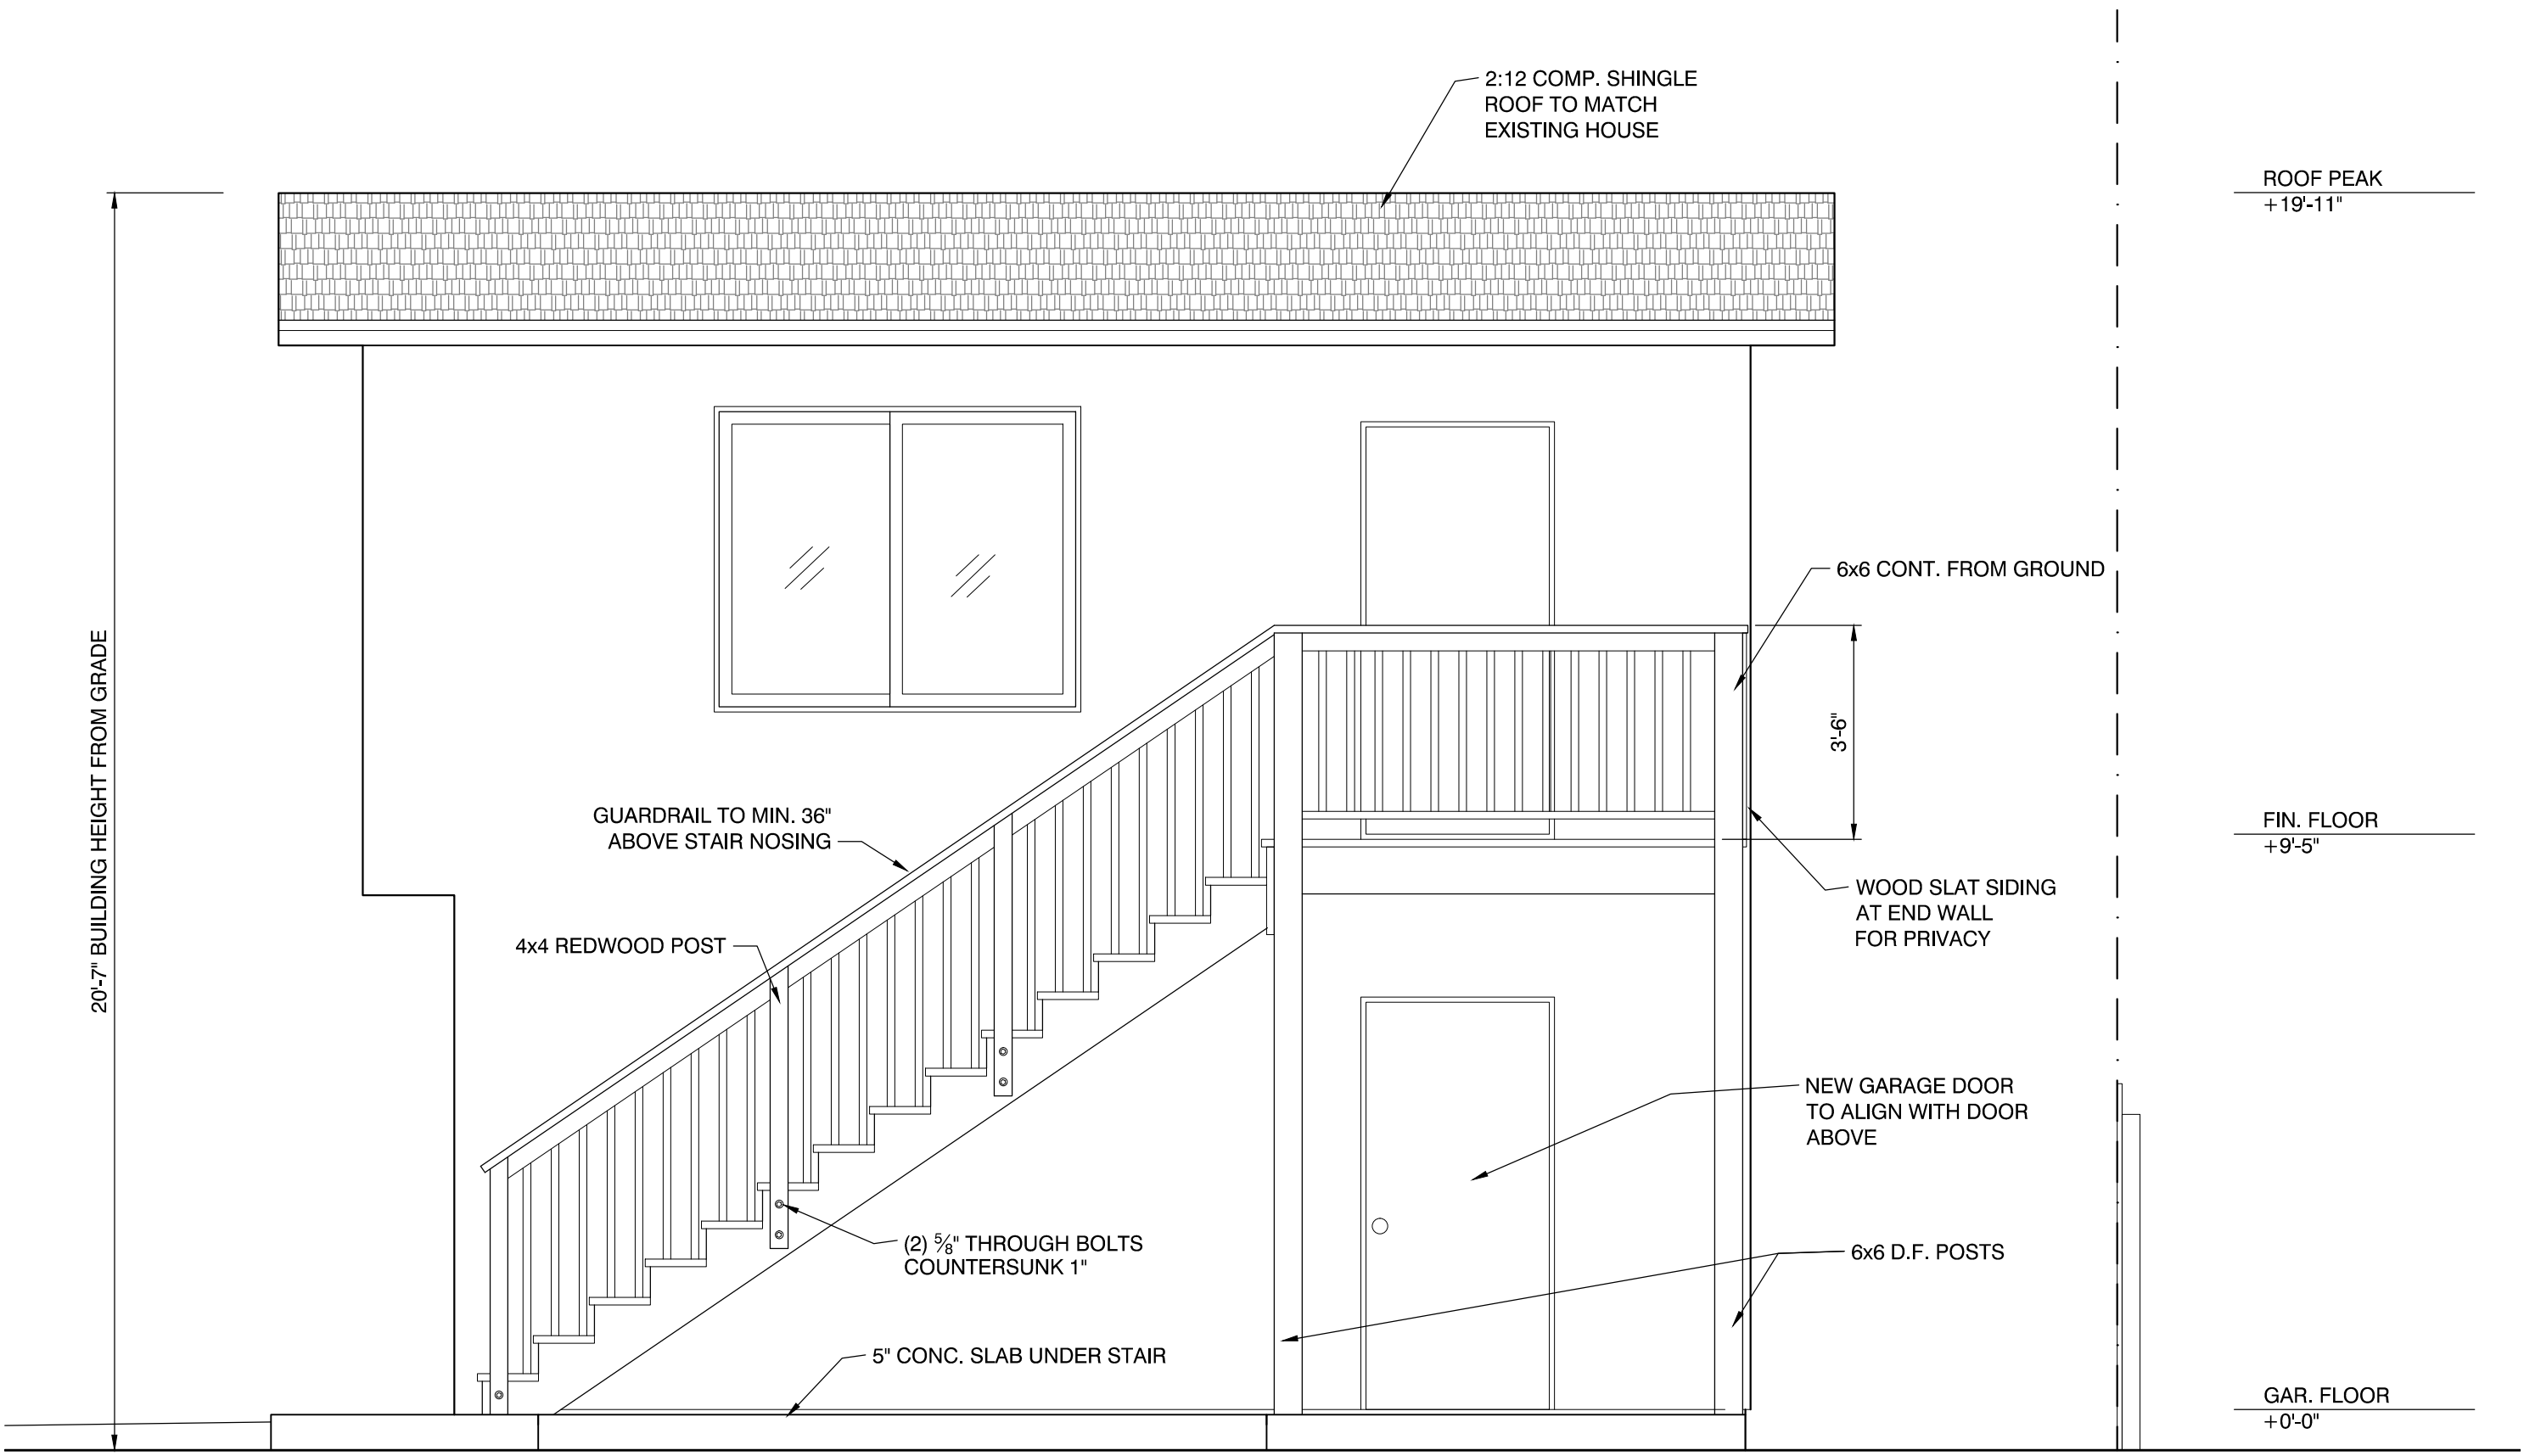 2:12 COMP. SHINGLE
ROOF TO MATCH
EXISTING HOUSE
ROOF PEAK
+19'-11"
6x6 CONT. FROM GROUND
20'-7" BUILDING HEIGHT FROM GRADE
3'-6"
GUARDRAIL TO MIN. 36"
ABOVE STAIR NOSING
FIN. FLOOR
+9'-5"
WOOD SLAT SIDING
AT END WALL
FOR PRIVACY
4x4 REDWOOD POST
NEW GARAGE DOOR
TO ALIGN WITH DOOR
ABOVE
(2) ⅝" THROUGH BOLTS
COUNTERSUNK 1"
6x6 D.F. POSTS
5" CONC. SLAB UNDER STAIR
GAR. FLOOR
+0'-0"